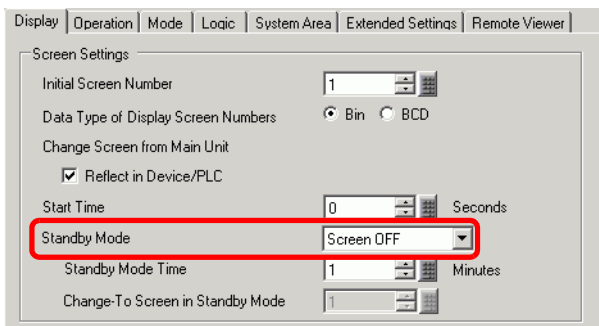 Display Operation Mode Logic System Area Extended Settings Remote Viewer
Screen Settings
Initial Screen Number 1
Data Type of Display Screen Numbers Bin BCD
Change Screen from Main Unit
Reflect in Device/PLC
Start Time 0 Seconds
Standby Mode Screen OFF
Standby Mode Time 1 Minutes
Change-To Screen in Standby Mode 1